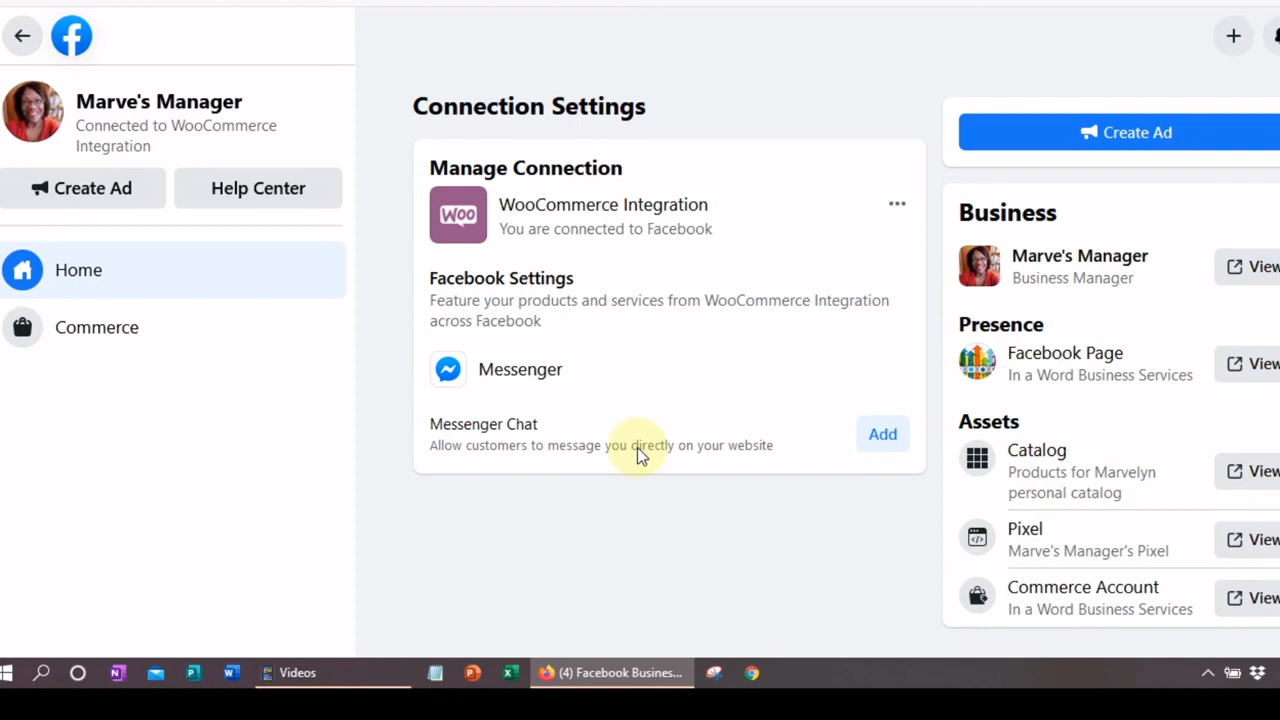 Marve's Manager
Connected to WooCommerce
Integration
Create Ad
Help Center
Home
Commerce
Connection Settings
Manage Connection
Woo
WooCommerce Integration
You are connected to Facebook
Facebook Settings
Feature your products and services from WooCommerce Integration
across Facebook
Messenger
Messenger Chat
Allow customers to message you directly on your website
Add
Create Ad
Business
Marve's Manager
Business Manager
View
Presence
Facebook Page
In a Word Business Services
View
Assets
Catalog
Products for Marvelyn
personal catalog
View
Pixel
Marve's Manager's Pixel
View
Commerce Account
In a Word Business Services
View
Videos
(4) Facebook Busines...